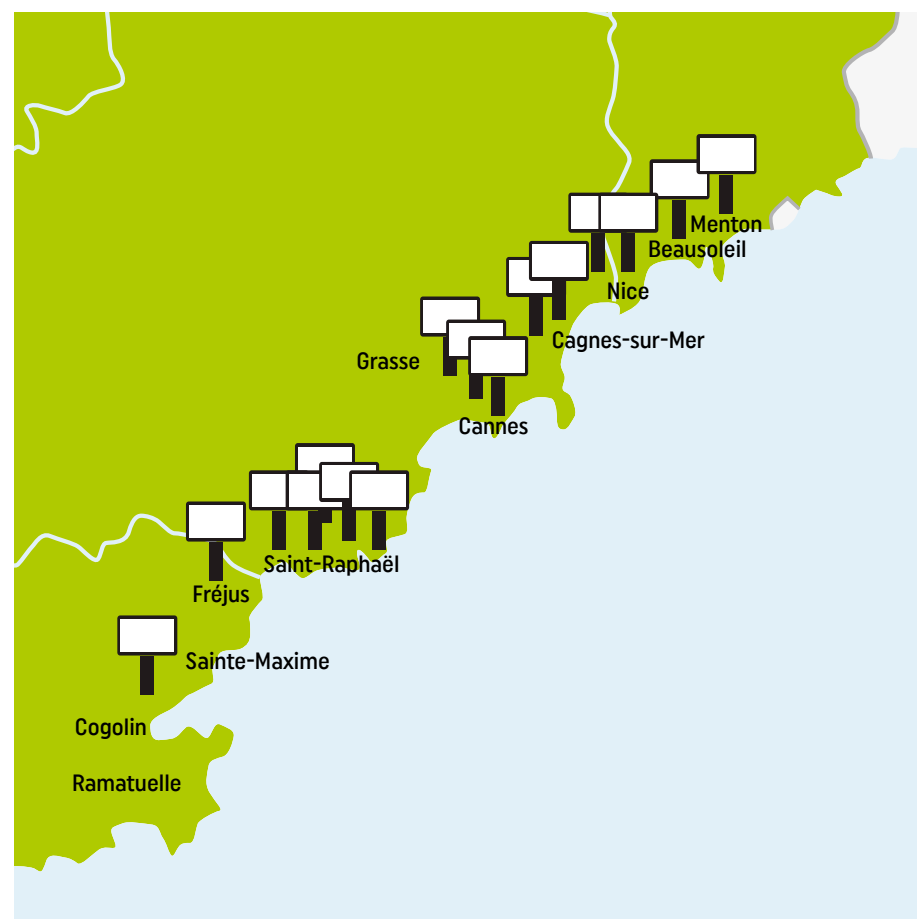 Menton
Beausoleil
Nice
Cagnes-sur-Mer
Grasse
Cannes
Saint-Raphaël
Fréjus
Sainte-Maxime
Cogolin
Ramatuelle